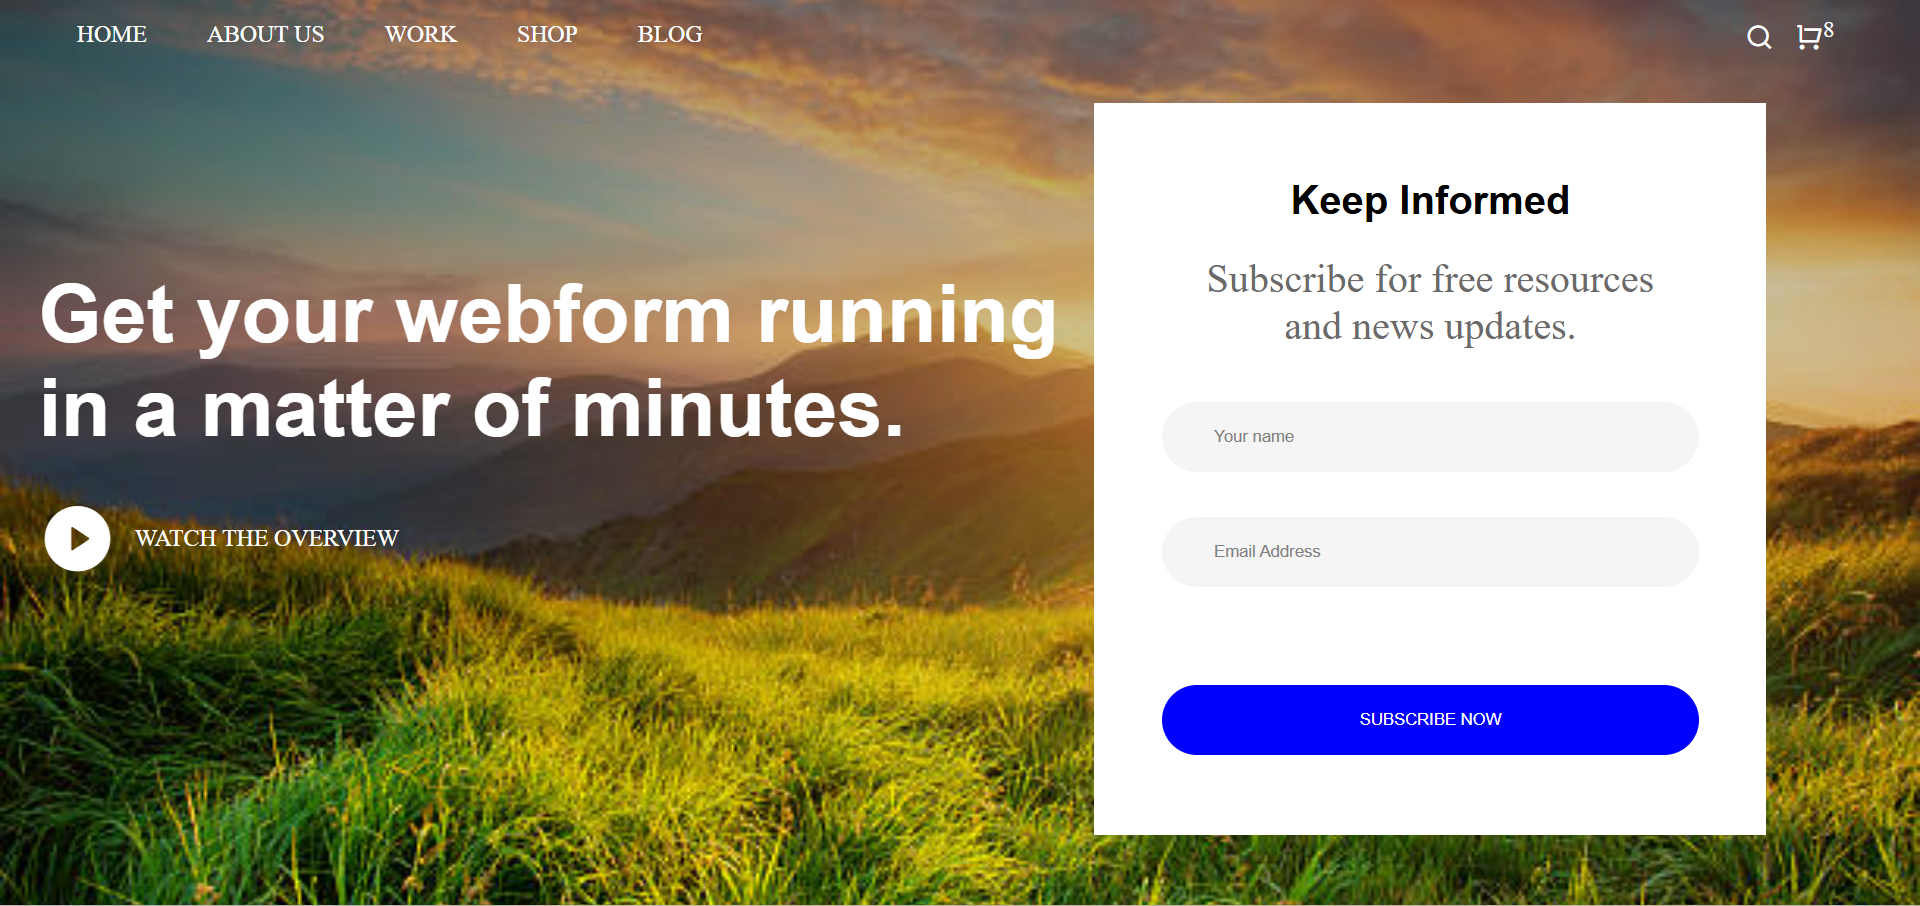 HOME ABOUT US WORK SHOP BLOG 8
Get your webform running
in a matter of minutes.
WATCH THE OVERVIEW
Keep Informed
Subscribe for free resources
and news updates.
Your name
Email Address
SUBSCRIBE NOW